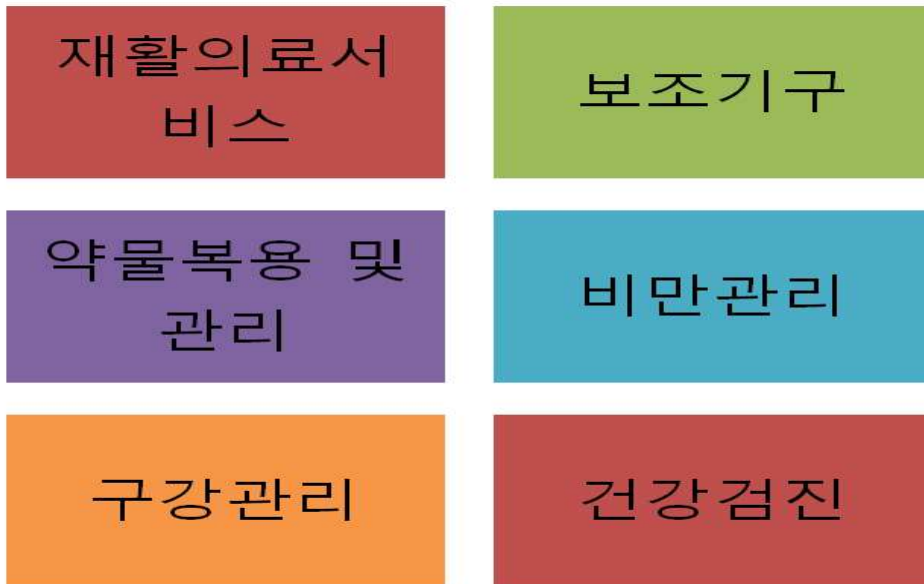 재활의료서
비스
보조기구
약물복용 및
관리
비만관리
구강관리
건강검진